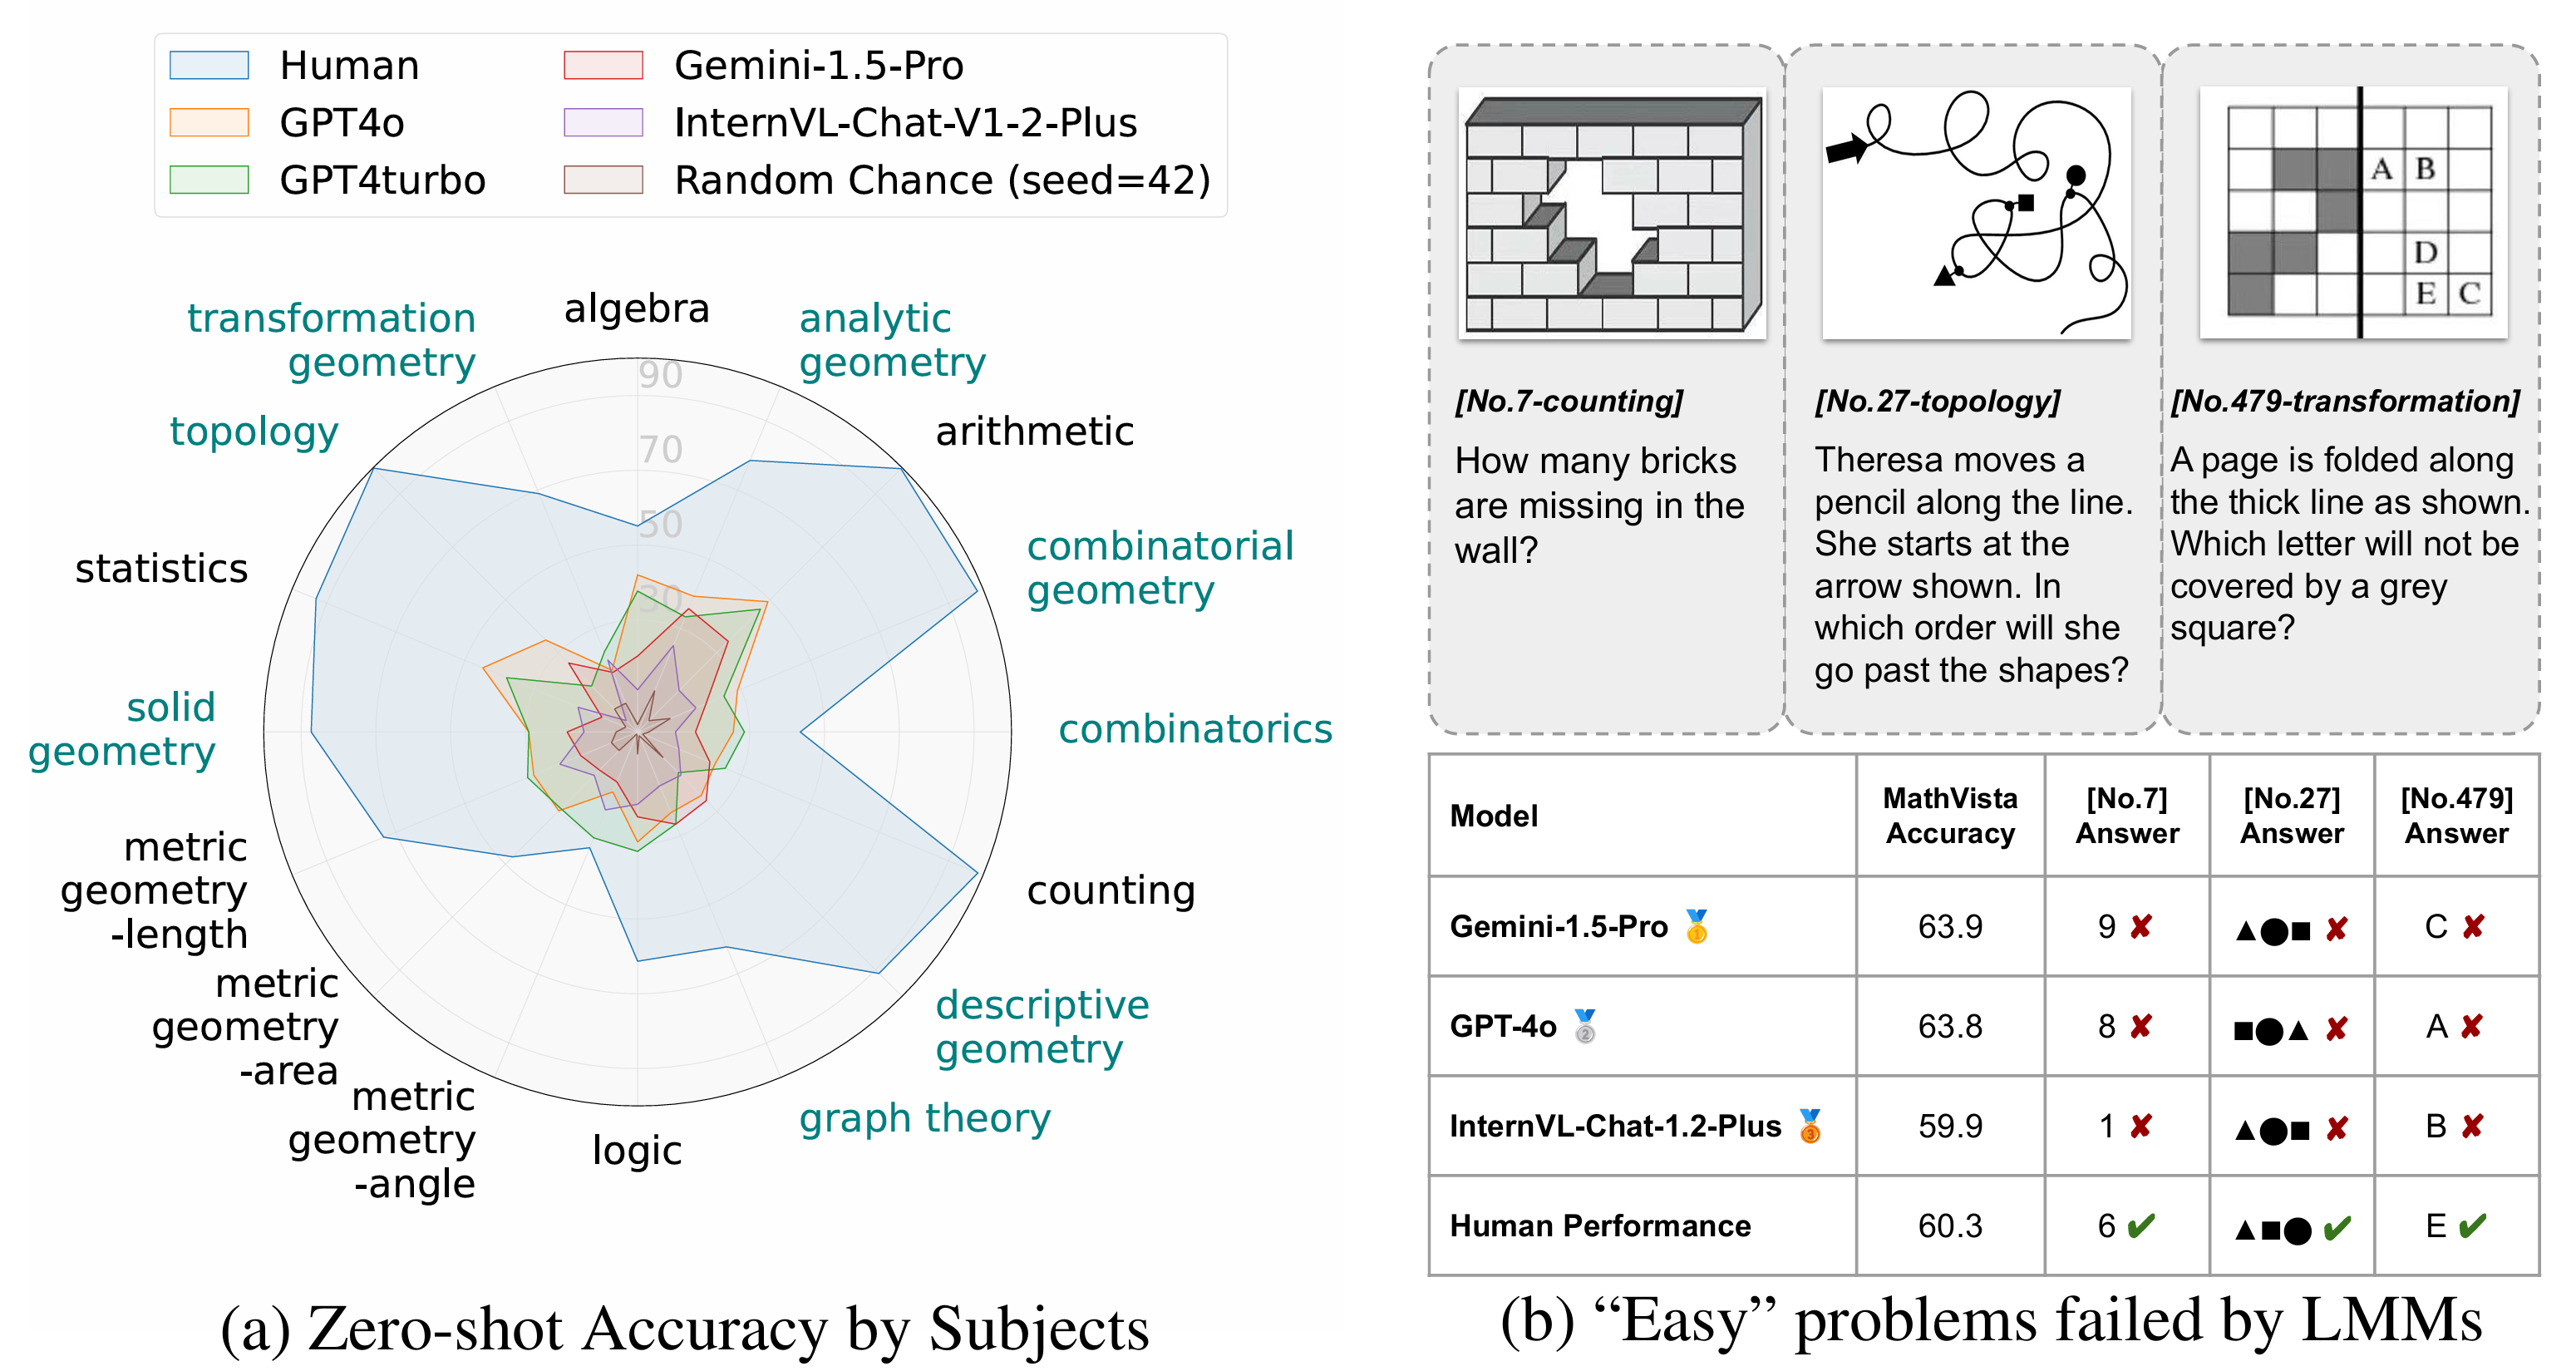 Human
GPT4o
GPT4turbo
Gemini-1.5-Pro
InternVL-Chat-V1-2-Plus
Random Chance (seed=42)
algebra
analytic
geometry
arithmetic
combinatorial
geometry
combinatorics
counting
descriptive
geometry
graph theory
logic
metric
geometry
-angle
metric
geometry
-area
metric
geometry
-length
solid
geometry
statistics
topology
transformation
geometry
90
70
50
30
(a) Zero-shot Accuracy by Subjects
[No.7-counting]
How many bricks
are missing in the
wall?
[No.27-topology]
Theresa moves a
pencil along the line.
She starts at the
arrow shown. In
which order will she
go past the shapes?
A B
D
E C
[No.479-transformation]
A page is folded along
the thick line as shown.
Which letter will not be
covered by a grey
square?
Model
MathVista
Accuracy
[No.7]
Answer
[No.27]
Answer
[No.479]
Answer
Gemini-1.5-Pro 🥇 63.9 9 ✘ ▲●■ ✘ C ✘
GPT-4o 🥈 63.8 8 ✘ ■●▲ ✘ A ✘
InternVL-Chat-1.2-Plus 🥉 59.9 1 ✘ ▲●■ ✘ B ✘
Human Performance 60.3 6 ✔ ▲■● ✔ E ✔
(b) “Easy” problems failed by LMMs